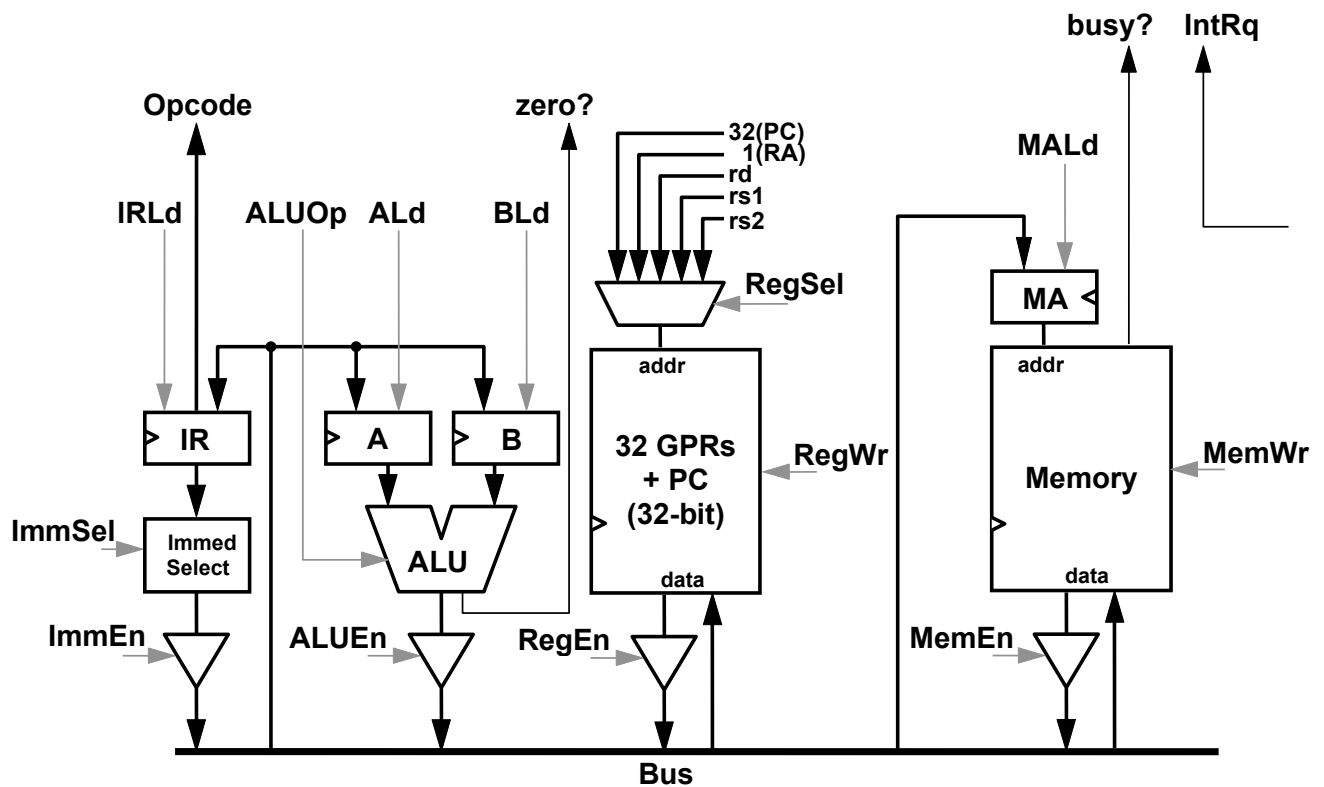 busy? IntRq
Opcode zero?
32(PC)
1(RA)
rd
rs1
rs2
MALd
IRLd ALUOp ALd BLd
RegSel
MA
addr addr
IR A B
32 GPRs
+ PC
(32-bit)
RegWr
Memory
MemWr
ImmSel
Immed
Select
ALU
data data
ImmEn ALUEn RegEn MemEn
Bus